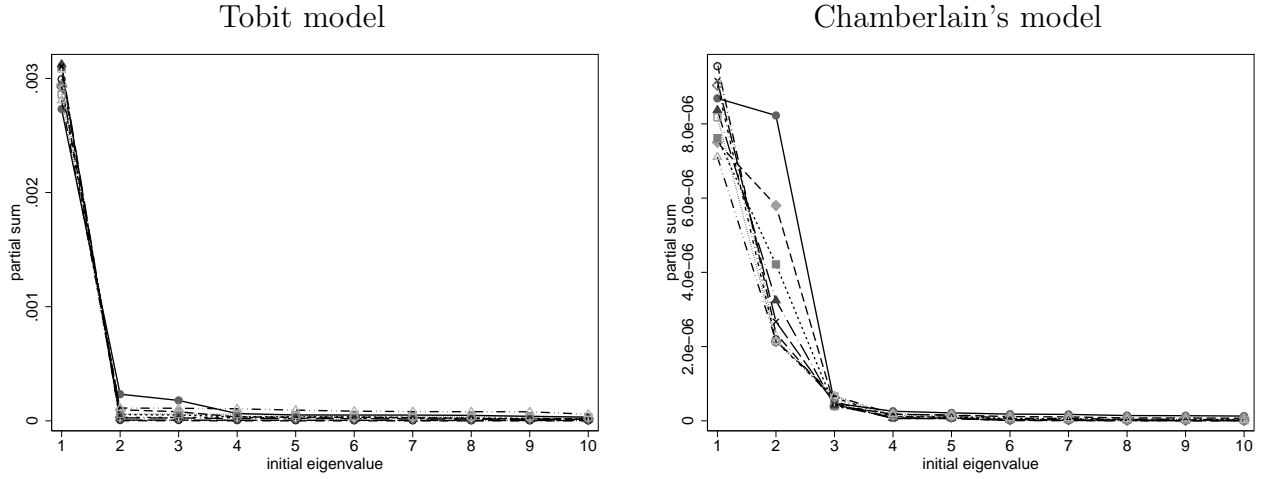 Tobit model
Chamberlain's model
partial sum
0
.001
.002
.003
1 2 3 4 5 6 7 8 9 10
initial eigenvalue
partial sum
0
2.0e−06
4.0e−06
6.0e−06
8.0e−06
1 2 3 4 5 6 7 8 9 10
initial eigenvalue